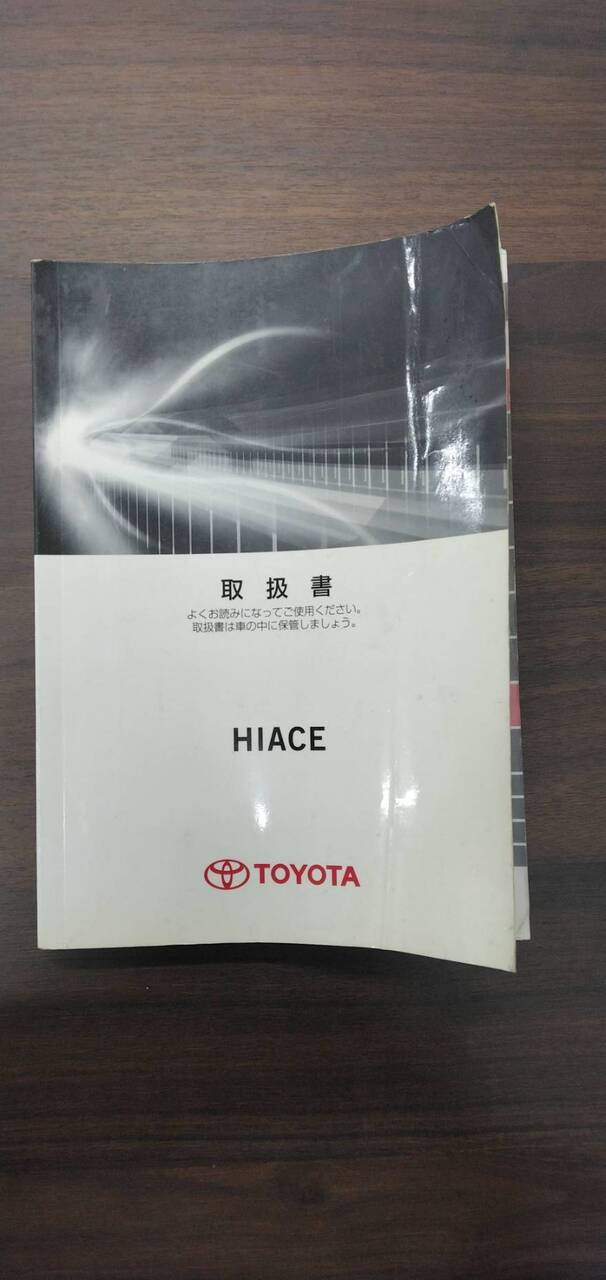 取扱書
よくお読みになってご使用ください。
取扱書は車の中に保管しましょう。
HIACE
TOYOTA